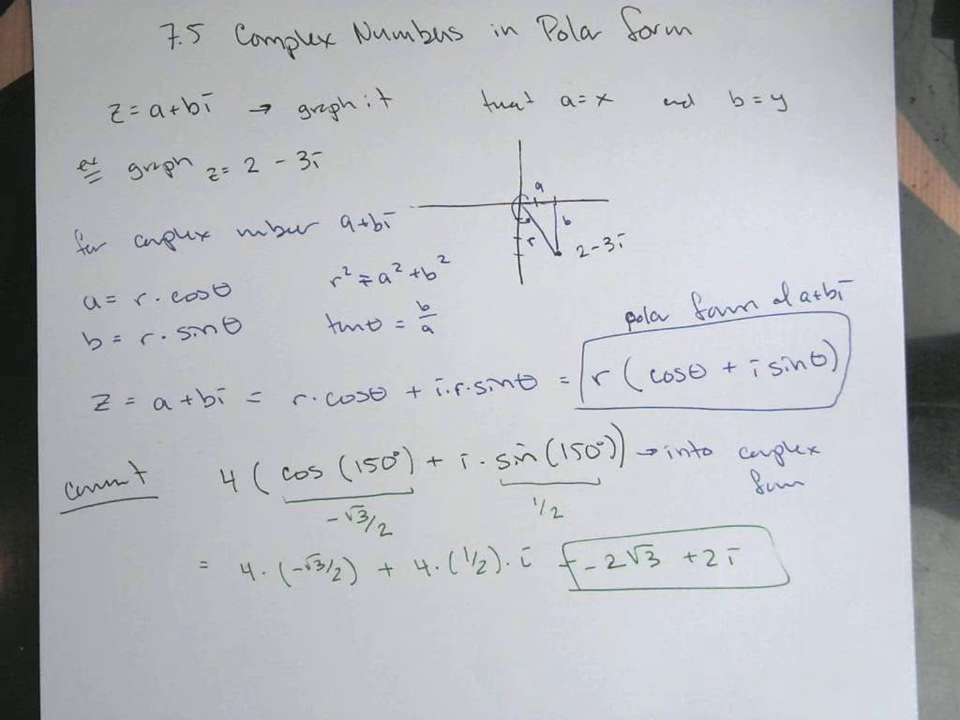 7.5 Complex Numbers in Polar form
z = a+bi → graph it treat a = x and b = y
ex graph z = 2 - 3i
a
b
r
2-3i
for complex number a+bi
a = r · cosθ r² = a² + b²
b = r · sinθ tanθ = b/a
polar form of a+bi
z = a+bi = r·cosθ + i·r·sinθ = r (cosθ + i sinθ)
convert 4 (cos (150°) + i · sin (150°)) → into complex form
-√3/2 1/2
= 4 · (-√3/2) + 4 · (1/2) · i = -2√3 + 2i